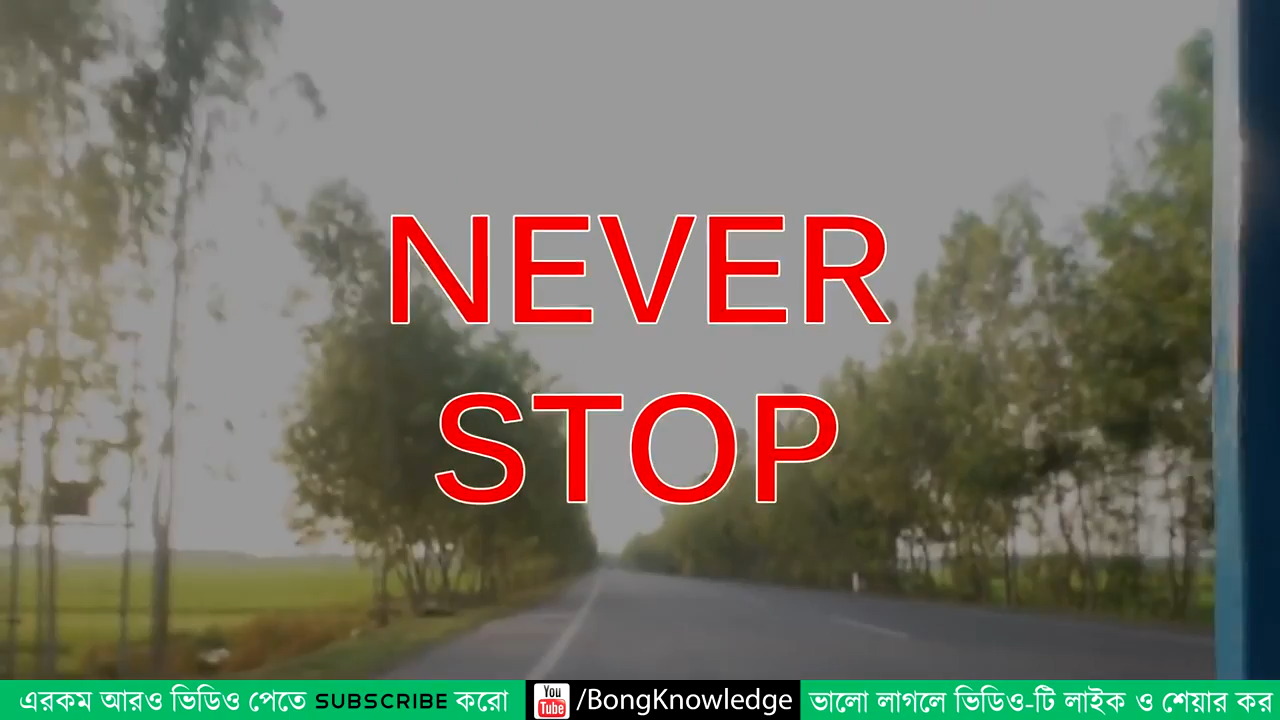 NEVER
STOP
এরকম আরও ভিডিও পেতে SUBSCRIBE করো You Tube /BongKnowledge ভালো লাগলে ভিডিও-টি লাইক ও শেয়ার কর